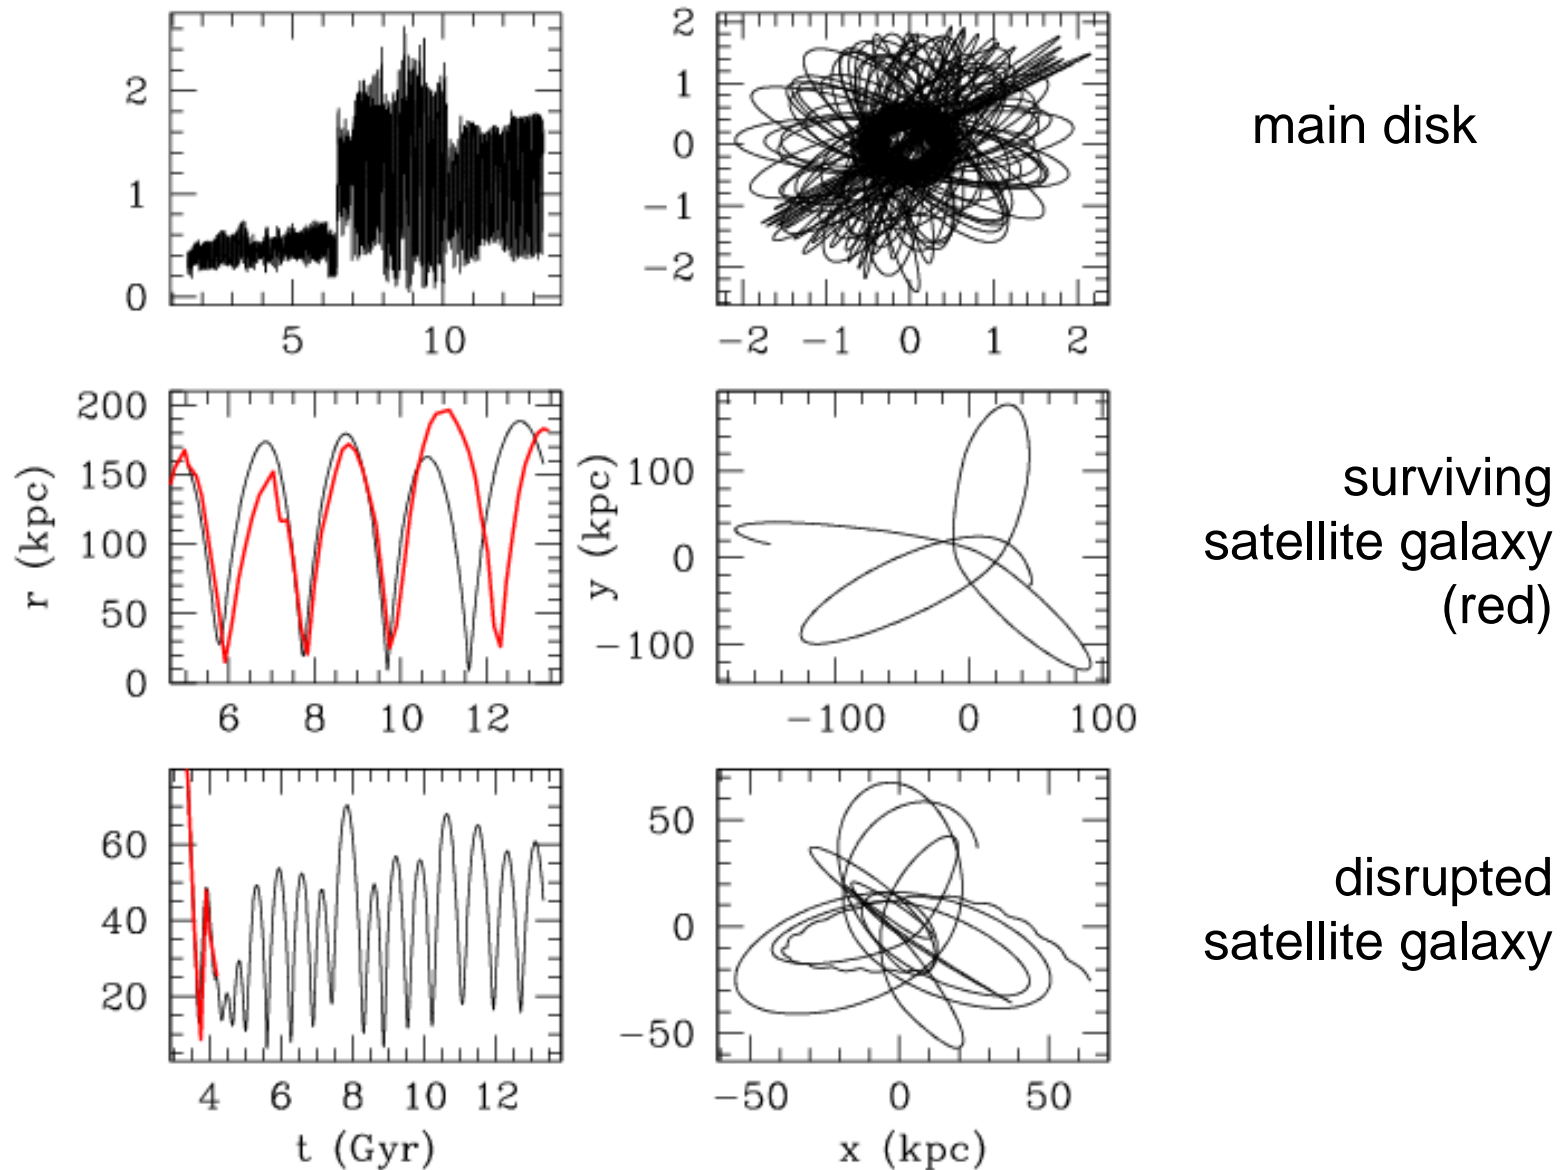 2
1
0
5 10
2
1
0
−1
−2
−2 −1 0 1 2
main disk
200
150
100
50
0
r (kpc)
6 8 10 12
100
0
−100
y (kpc)
−100 0 100
surviving
satellite galaxy
(red)
60
40
20
4 6 8 10 12
t (Gyr)
50
0
−50
−50 0 50
x (kpc)
disrupted
satellite galaxy